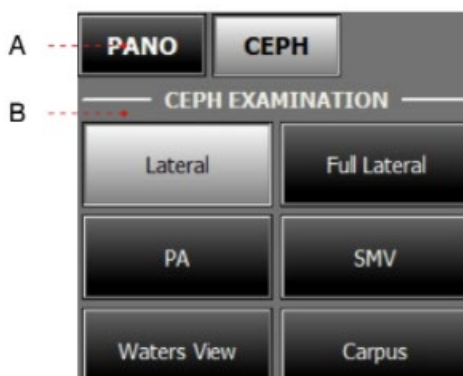 A PANO CEPH
B CEPH EXAMINATION
Lateral Full Lateral
PA SMV
Waters View Carpus